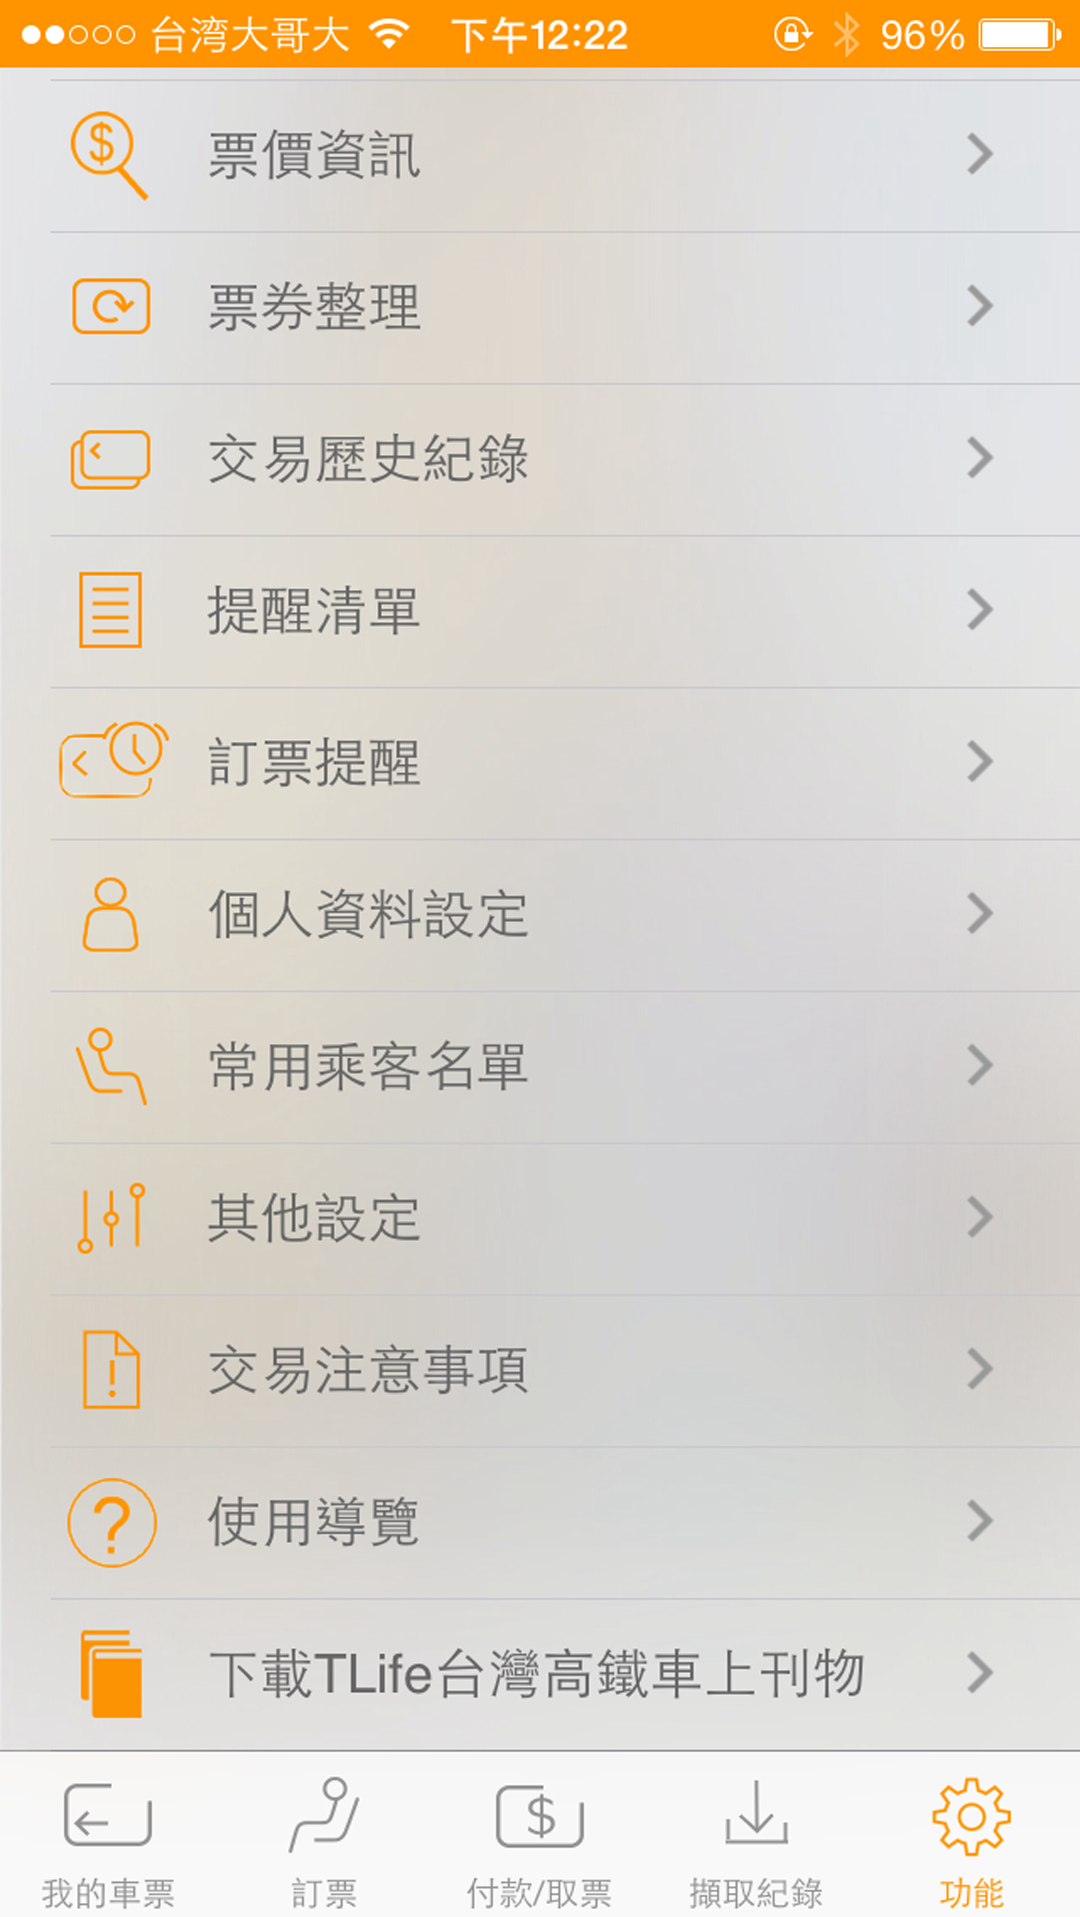 台湾大哥大 下午12:22 96%
票價資訊
票券整理
交易歷史紀錄
提醒清單
訂票提醒
個人資料設定
常用乘客名單
其他設定
交易注意事項
使用導覽
下載TLife台灣高鐵車上刊物
我的車票 訂票 付款/取票 擷取紀錄 功能